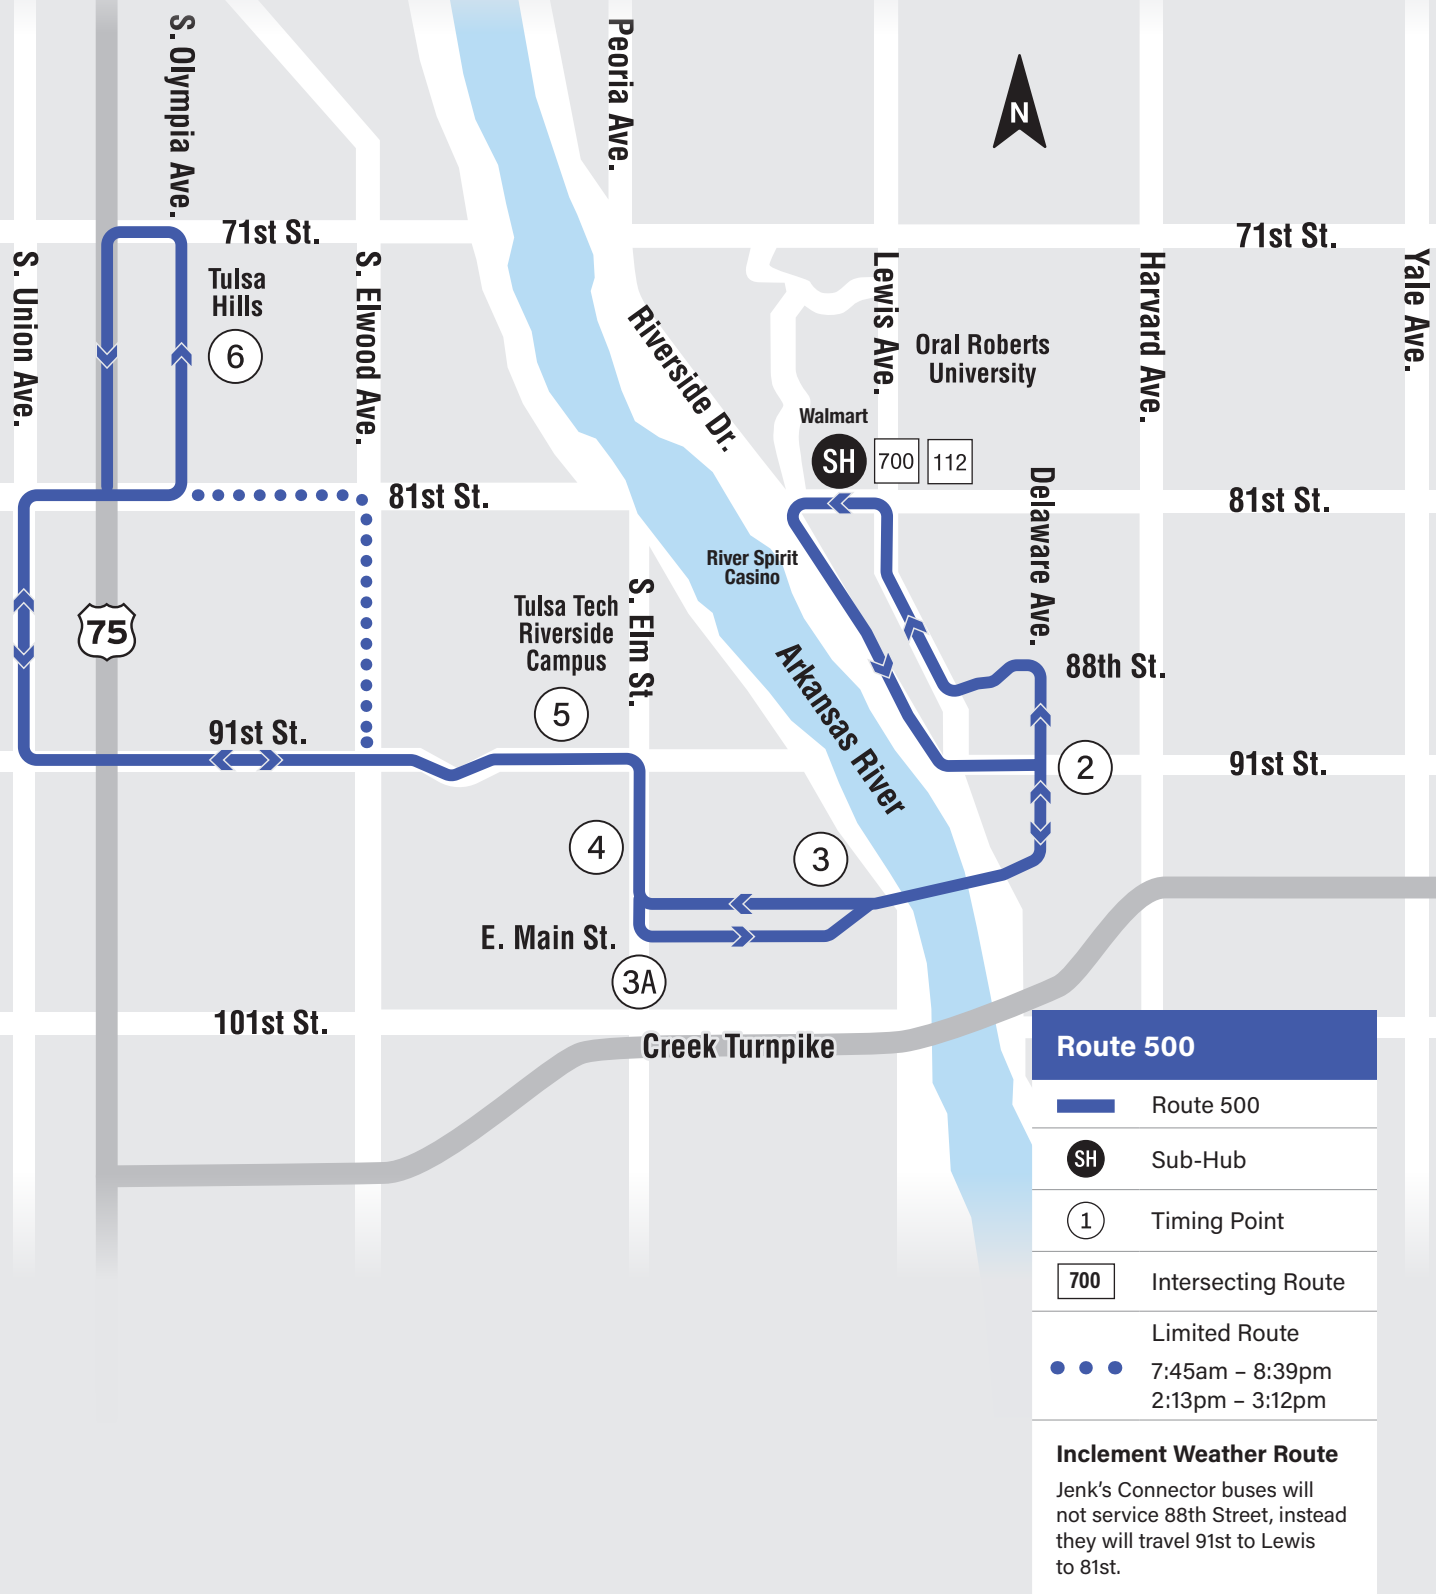 S. Olympia Ave.
Peoria Ave.
N
71st St.
71st St.
S. Union Ave.
Tulsa
Hills
6
S. Elwood Ave.
Riverside Dr.
Lewis Ave.
Oral Roberts
University
Harvard Ave.
Yale Ave.
Walmart
SH
700
112
81st St.
Delaware Ave.
81st St.
River Spirit
Casino
75
Tulsa Tech
Riverside
Campus
S. Elm St.
5
Arkansas River
88th St.
91st St.
2
91st St.
4
3
E. Main St.
3A
101st St.
Creek Turnpike
Route 500
Route 500
SH
Sub-Hub
1
Timing Point
700
Intersecting Route
Limited Route
7:45am – 8:39pm
2:13pm – 3:12pm
Inclement Weather Route
Jenk’s Connector buses will
not service 88th Street, instead
they will travel 91st to Lewis
to 81st.